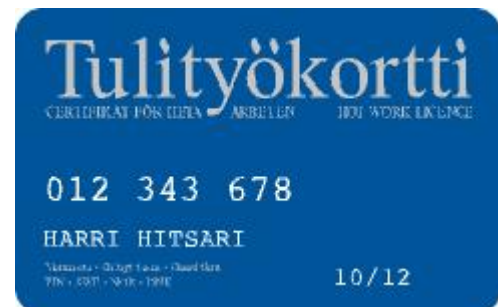 Tulityökortti
CERTIFIKAT FÖR HETA ARBETEN HOT WORK LICENCE
012 343 678
HARRI HITSARI
10/12